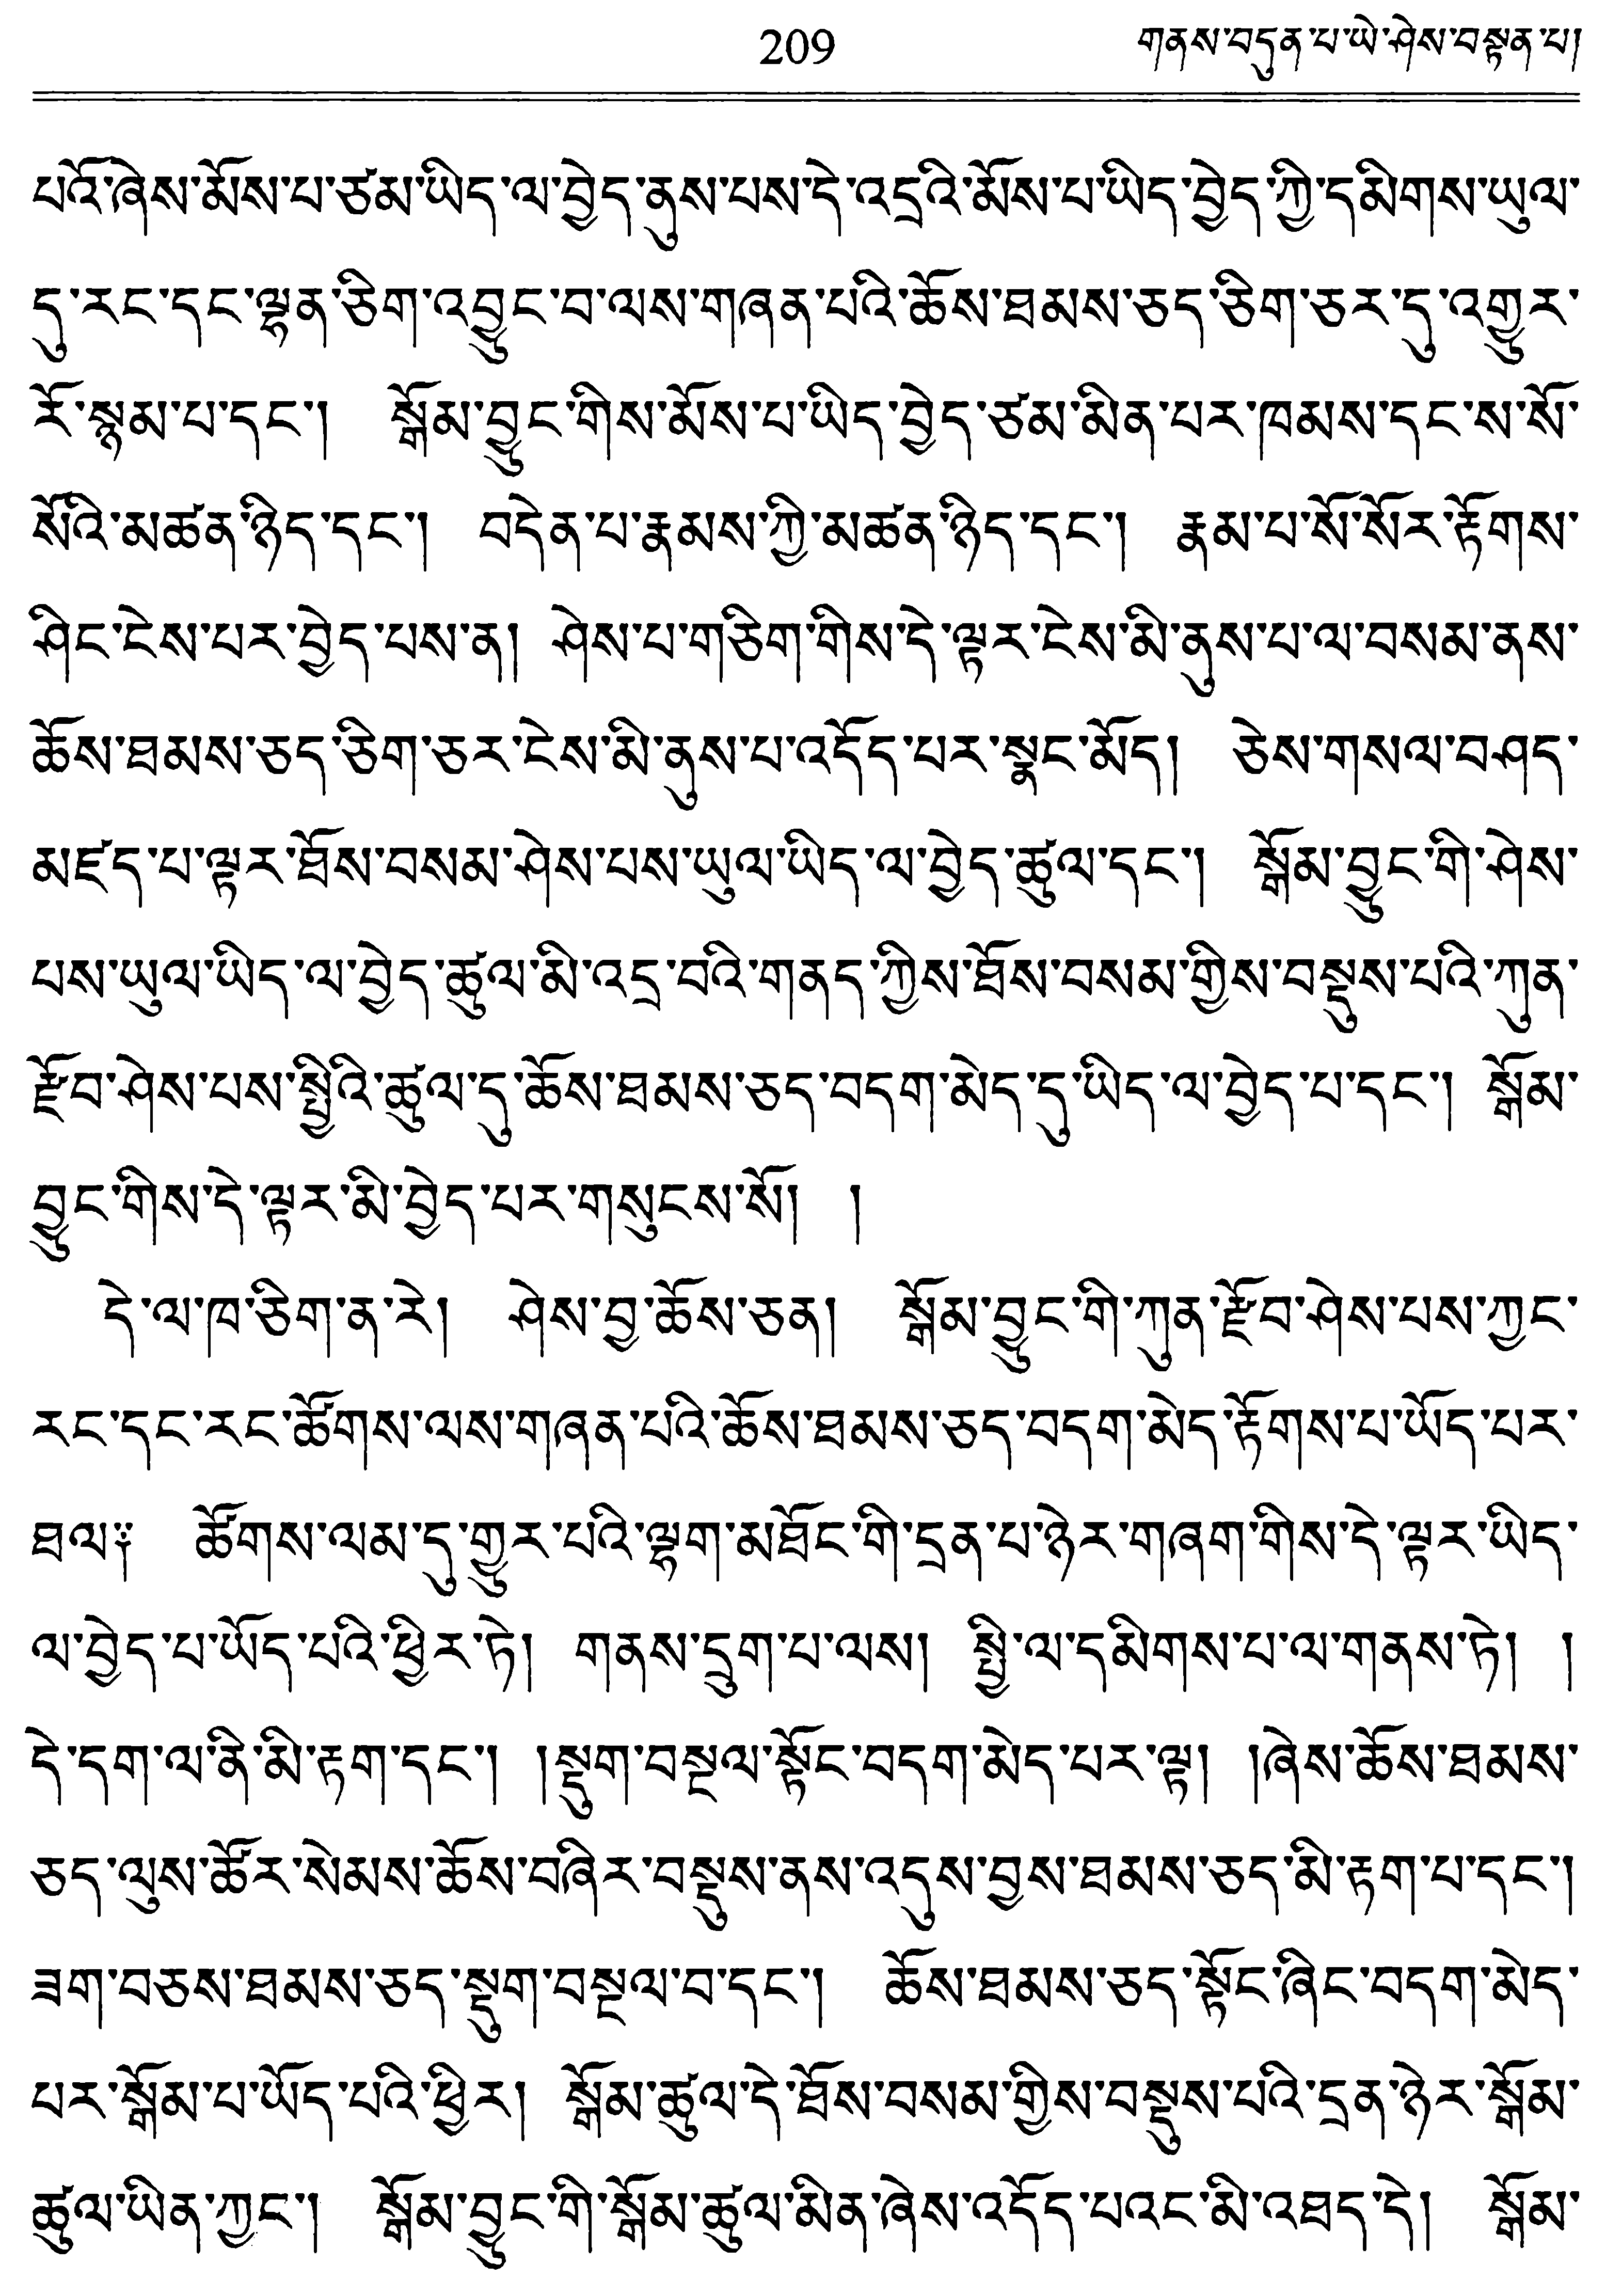 209 གནས་བདུན་པ་ཡེ་ཤེས་བསྟན་པ།
པའོ་ཞེས་མོས་པ་ཙམ་ཡིད་ལ་བྱེད་ནུས་པས་དེ་འདྲའི་མོས་པ་ཡིད་བྱེད་ཀྱི་དམིགས་ཡུལ་
དུ་རང་དང་ལྷན་ཅིག་འབྱུང་བ་ལས་གཞན་པའི་ཆོས་ཐམས་ཅད་ཅིག་ཅར་དུ་འགྱུར་
རོ་སྙམ་པ་དང་། སྒོམ་བྱུང་གིས་མོས་པ་ཡིད་བྱེད་ཙམ་མིན་པར་ཁམས་དང་ས་སོ་
སོའི་མཚན་ཉིད་དང་། བདེན་པ་རྣམས་ཀྱི་མཚན་ཉིད་དང་། རྣམ་པ་སོ་སོར་རྟོགས་
ཤིང་ངེས་པར་བྱེད་པས་ན། ཤེས་པ་གཅིག་གིས་དེ་ལྟར་ངེས་མི་ནུས་པ་ལ་བསམ་ནས་
ཆོས་ཐམས་ཅད་ཅིག་ཅར་ངེས་མི་ནུས་པ་འདོད་པར་སྣང་མོད། ཅེས་གསལ་བཤད་
མཛད་པ་ལྟར་ཐོས་བསམ་ཤེས་པས་ཡུལ་ཡིད་ལ་བྱེད་ཚུལ་དང་། སྒོམ་བྱུང་གི་ཤེས་
པས་ཡུལ་ཡིད་ལ་བྱེད་ཚུལ་མི་འདྲ་བའི་གནད་ཀྱིས་ཐོས་བསམ་གྱིས་བསྡུས་པའི་ཀུན་
རྫོབ་ཤེས་པས་སྤྱིའི་ཚུལ་དུ་ཆོས་ཐམས་ཅད་བདག་མེད་དུ་ཡིད་ལ་བྱེད་པ་དང་། སྒོམ་
བྱུང་གིས་དེ་ལྟར་མི་བྱེད་པར་གསུངས་སོ། །
དེ་ལ་ཁ་ཅིག་ན་རེ། ཤེས་བྱ་ཆོས་ཅན། སྒོམ་བྱུང་གི་ཀུན་རྫོབ་ཤེས་པས་ཀྱང་
རང་དང་རང་ཚོགས་ལས་གཞན་པའི་ཆོས་ཐམས་ཅད་བདག་མེད་རྟོགས་པ་ཡོད་པར་
ཐལ༑ ཚོགས་ལམ་དུ་གྱུར་པའི་ལྷག་མཐོང་གི་དྲན་པ་ཉེར་གཞག་གིས་དེ་ལྟར་ཡིད་
ལ་བྱེད་པ་ཡོད་པའི་ཕྱིར་ཏེ། གནས་དྲུག་པ་ལས། སྤྱི་ལ་དམིགས་པ་ལ་གནས་ཏེ། །
དེ་དག་ལ་ནི་མི་རྟག་དང་། །སྡུག་བསྔལ་སྟོང་བདག་མེད་པར་ལྟ། །ཞེས་ཆོས་ཐམས་
ཅད་ལུས་ཚོར་སེམས་ཆོས་བཞིར་བསྡུས་ནས་འདུས་བྱས་ཐམས་ཅད་མི་རྟག་པ་དང་།
ཟག་བཅས་ཐམས་ཅད་སྡུག་བསྔལ་བ་དང་། ཆོས་ཐམས་ཅད་སྟོང་ཞིང་བདག་མེད་
པར་སྒོམ་པ་ཡོད་པའི་ཕྱིར། སྒོམ་ཚུལ་དེ་ཐོས་བསམ་གྱིས་བསྡུས་པའི་དྲན་ཉེར་སྒོམ་
ཚུལ་ཡིན་ཀྱང་། སྒོམ་བྱུང་གི་སྒོམ་ཚུལ་མིན་ཞེས་འདོད་པའང་མི་འཐད་དེ། སྒོམ་